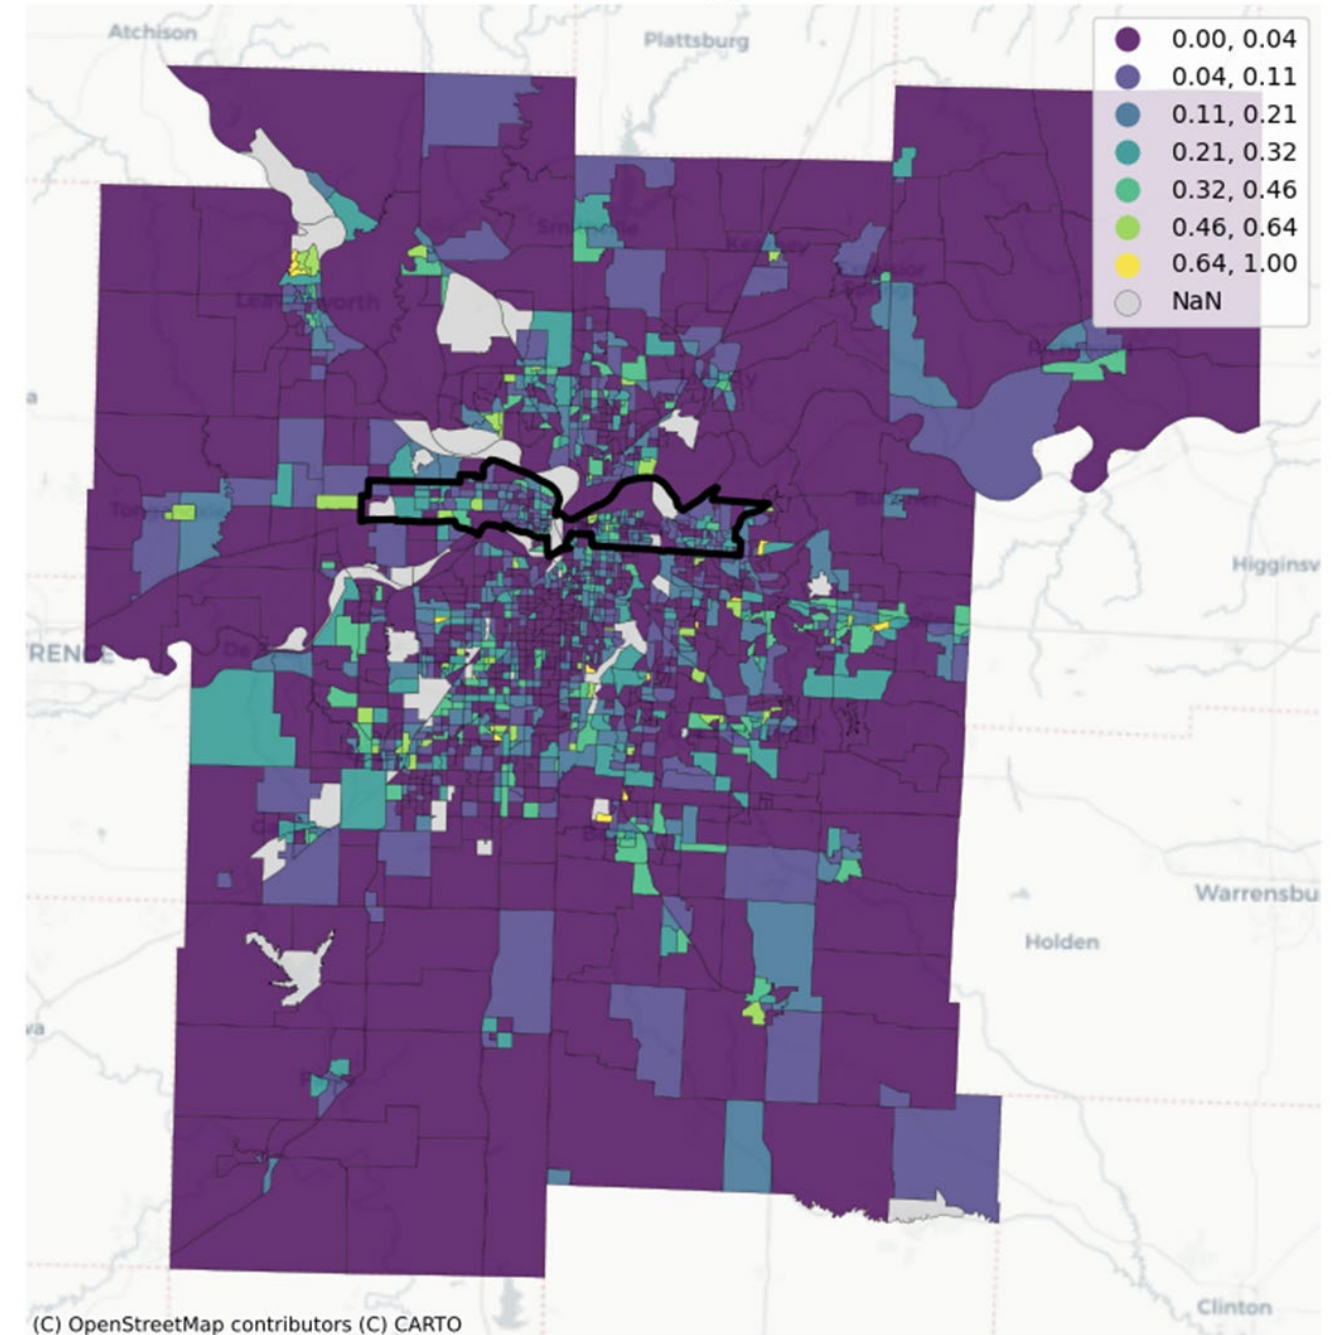 Atchison
Plattsburg
0.00, 0.04
0.04, 0.11
0.11, 0.21
0.21, 0.32
0.32, 0.46
0.46, 0.64
0.64, 1.00
NaN
Higginsv
RENCE
De
Warrensbu
Holden
Clinton
(C) OpenStreetMap contributors (C) CARTO